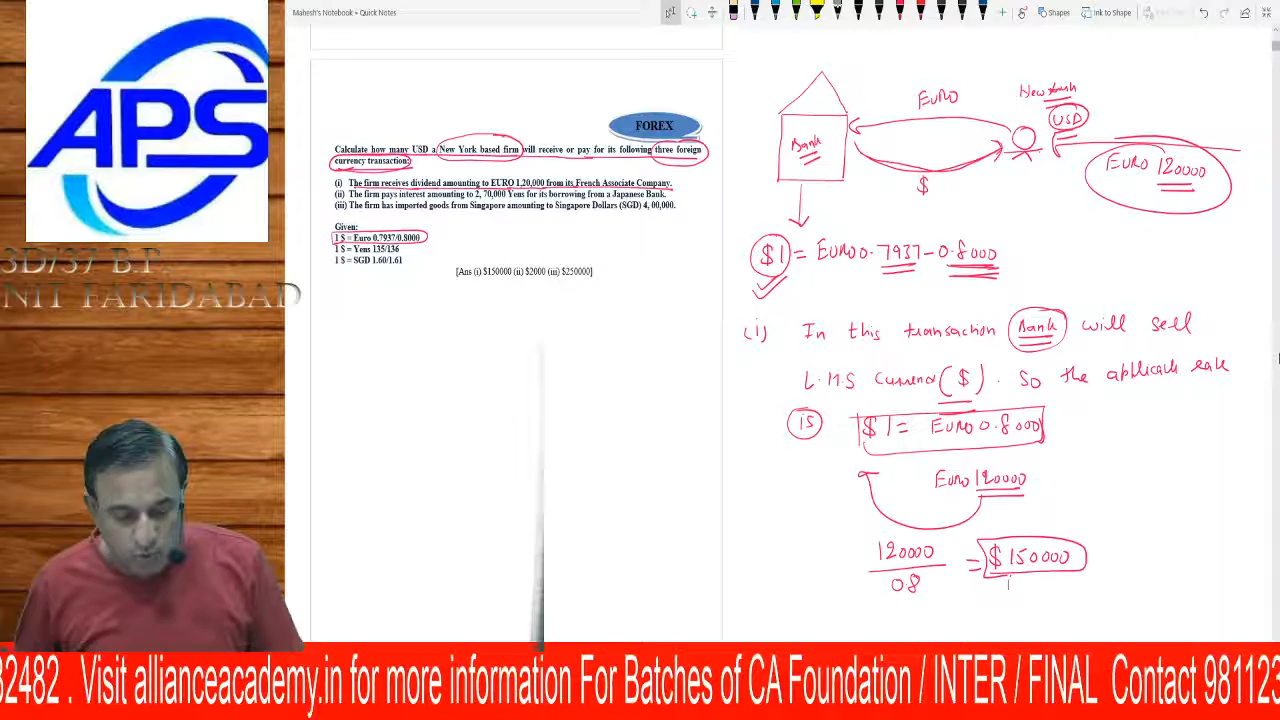 Mahesh's Notebook • Quick Notes
Shapes
Ink to Shape
APS
3D/37 B.P.
NIT FARIDABAD
FOREX
Calculate how many USD a New York based firm will receive or pay for its following three foreign
currency transaction:
(i) The firm receives dividend amounting to EURO 1,20,000 from its French Associate Company.
(ii) The firm pays interest amounting to 2, 70,000 Yens for its borrowing from a Japanese Bank.
(iii) The firm has imported goods from Singapore amounting to Singapore Dollars (SGD) 4, 00,000.
Given:
1 $ = Euro 0.7937/0.8000
1 $ = Yens 135/136
1 $ = SGD 1.60/1.61
[Ans (i) $150000 (ii) $2000 (iii) $250000]
EURO
New
USD
Bank
$
EURO 120000
$1 = EURO 0.7937 - 0.8000
(i) In this transaction Bank will sell
L.H.S Currency ($). So the rate
is $1 = EURO 0.8000
EURO 120000
120000
0.8
= $150000
32482 . Visit allianceacademy.in for more information For Batches of CA Foundation / INTER / FINAL Contact 981123